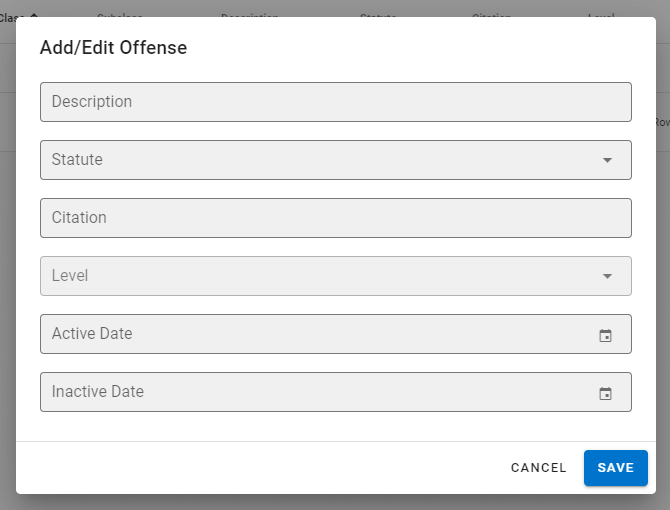 Class Subclass Description Statute Citation Level
Add/Edit Offense
Description
Statute
Row
Citation
Level
Active Date
Inactive Date
CANCEL SAVE